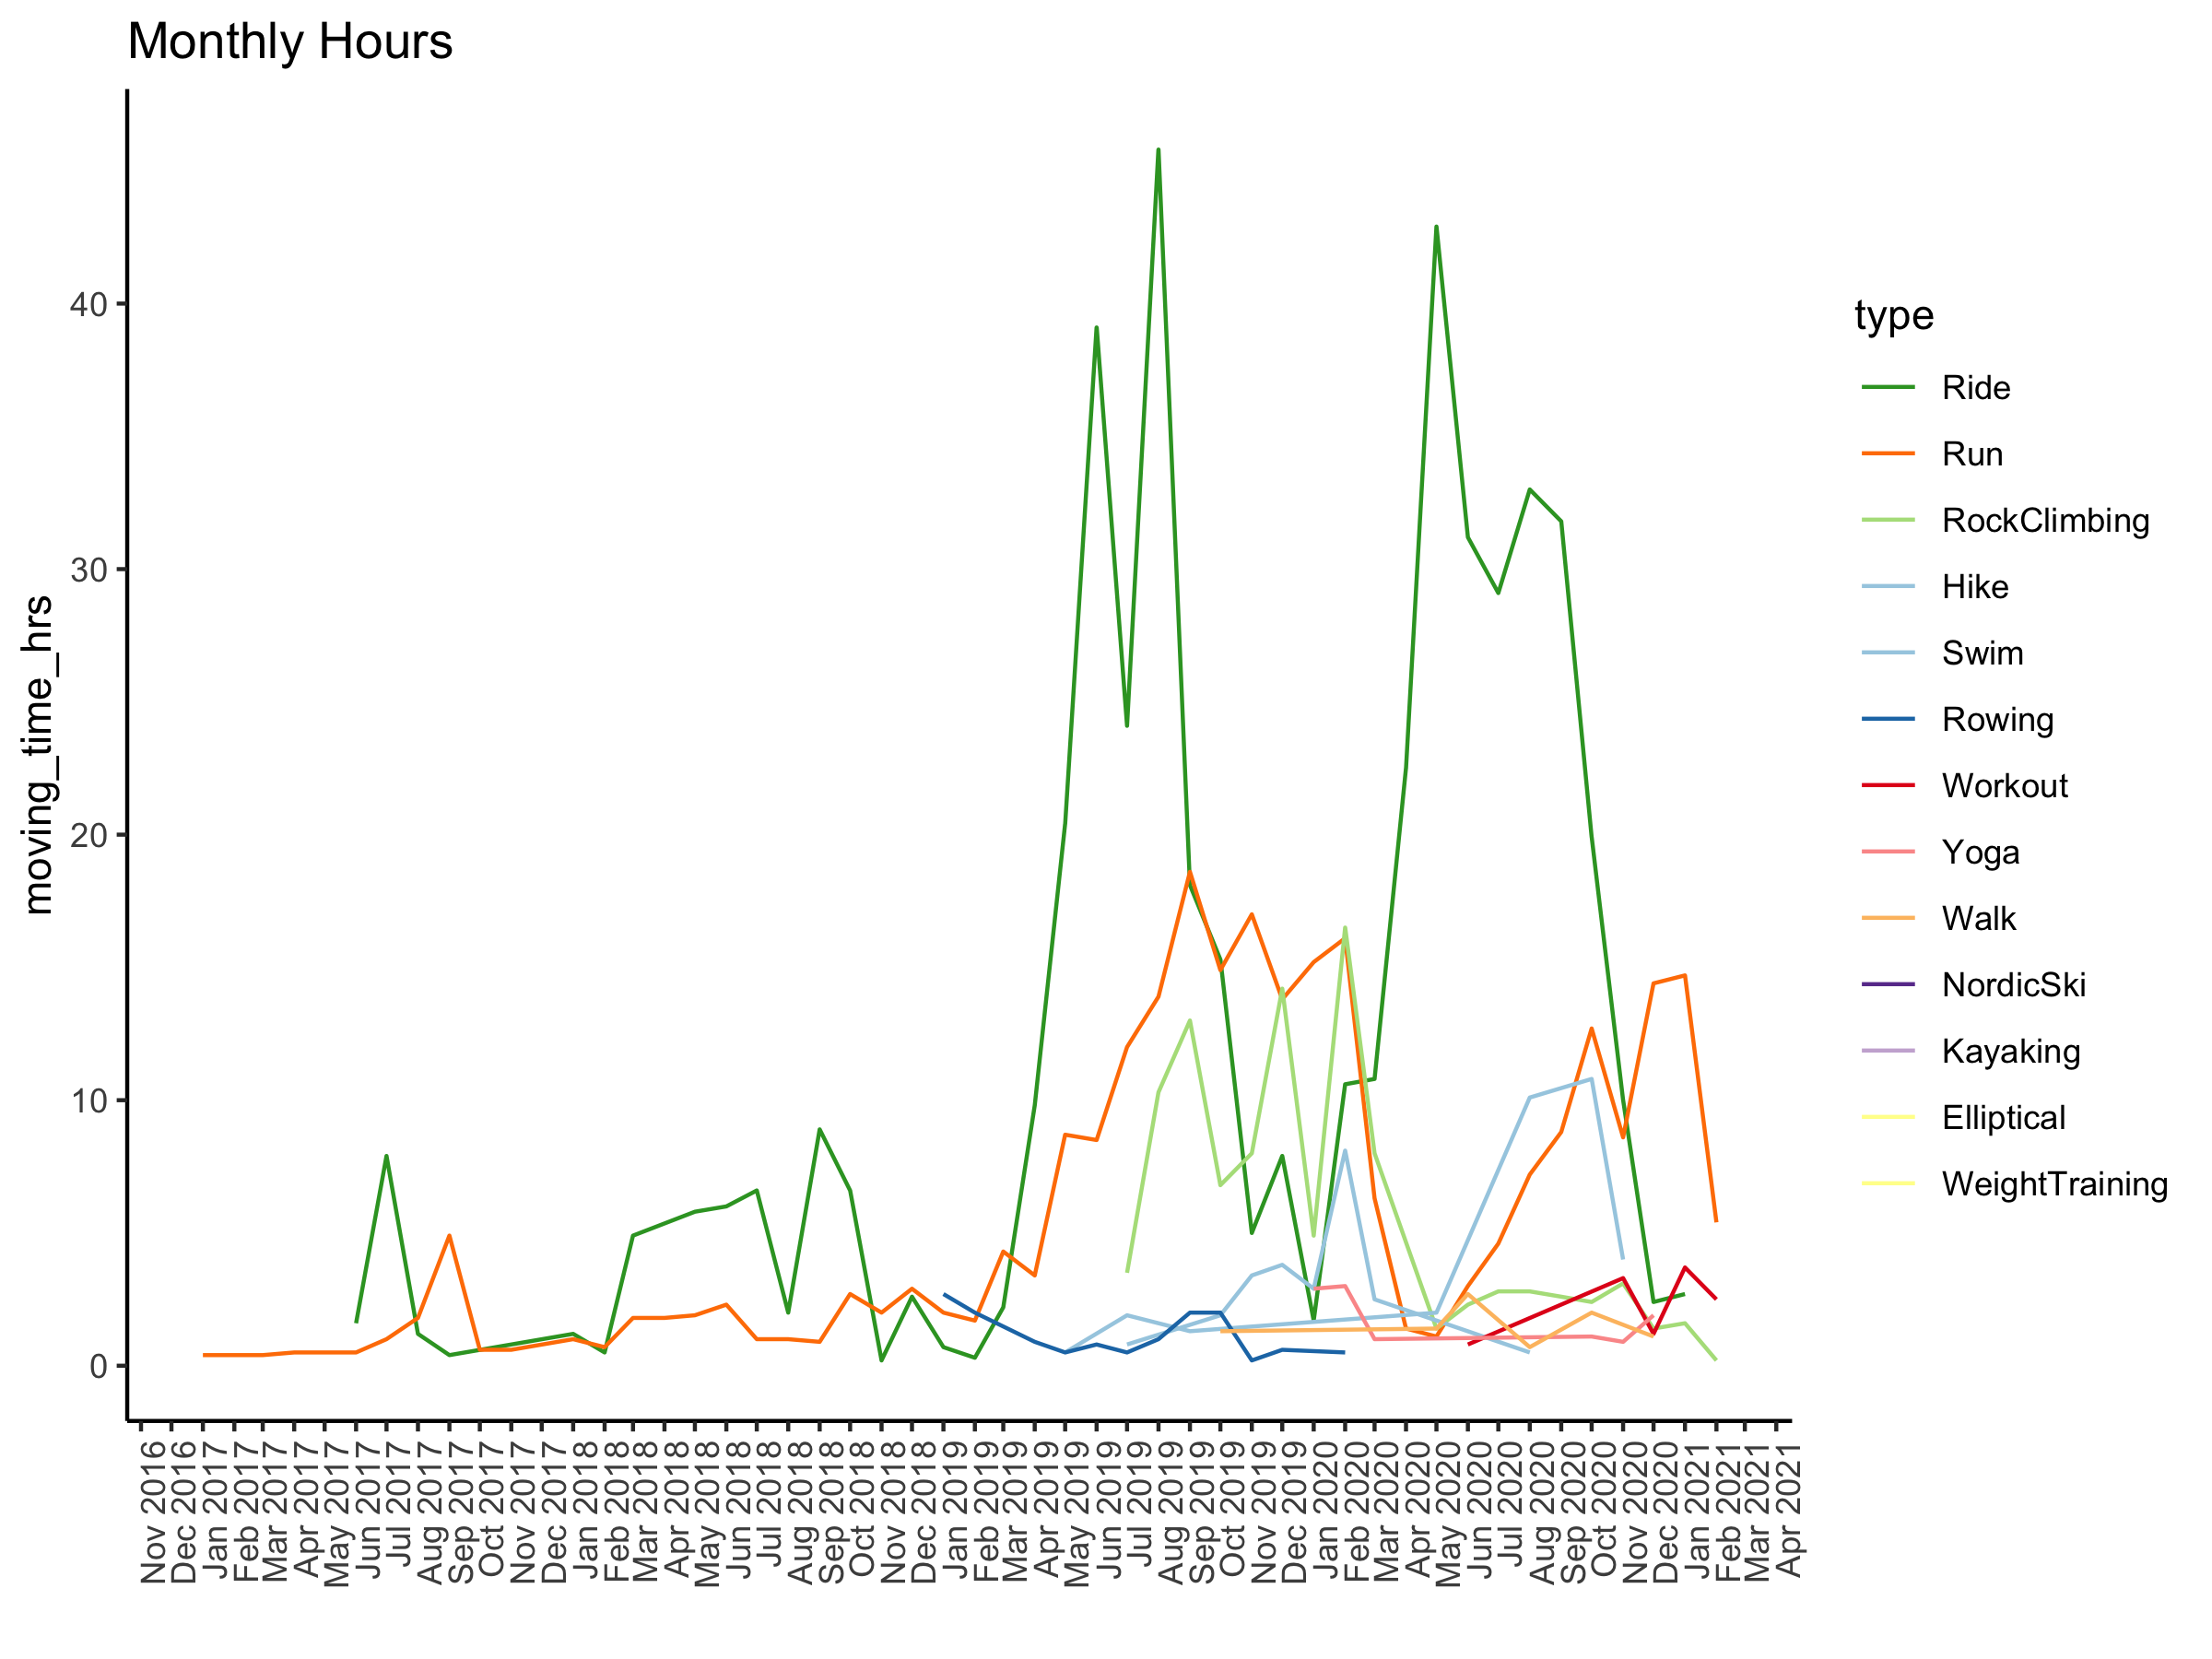 Monthly Hours
moving_time_hrs
40
30
20
10
0
Nov 2016
Dec 2016
Jan 2017
Feb 2017
Mar 2017
Apr 2017
May 2017
Jun 2017
Jul 2017
Aug 2017
Sep 2017
Oct 2017
Nov 2017
Dec 2017
Jan 2018
Feb 2018
Mar 2018
Apr 2018
May 2018
Jun 2018
Jul 2018
Aug 2018
Sep 2018
Oct 2018
Nov 2018
Dec 2018
Jan 2019
Feb 2019
Mar 2019
Apr 2019
May 2019
Jun 2019
Jul 2019
Aug 2019
Sep 2019
Oct 2019
Nov 2019
Dec 2019
Jan 2020
Feb 2020
Mar 2020
Apr 2020
May 2020
Jun 2020
Jul 2020
Aug 2020
Sep 2020
Oct 2020
Nov 2020
Dec 2020
Jan 2021
Feb 2021
Mar 2021
Apr 2021
type
Ride
Run
RockClimbing
Hike
Swim
Rowing
Workout
Yoga
Walk
NordicSki
Kayaking
Elliptical
WeightTraining